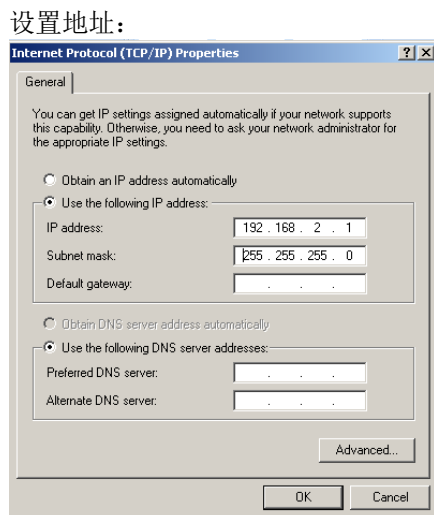 设置地址：
Internet Protocol (TCP/IP) Properties ? X
General
You can get IP settings assigned automatically if your network supports
this capability. Otherwise, you need to ask your network administrator for
the appropriate IP settings.
Obtain an IP address automatically
Use the following IP address:
IP address: 192 . 168 . 2 . 1
Subnet mask: 255 . 255 . 255 . 0
Default gateway: . . .
Obtain DNS server address automatically
Use the following DNS server addresses:
Preferred DNS server: . . .
Alternate DNS server: . . .
Advanced...
OK Cancel